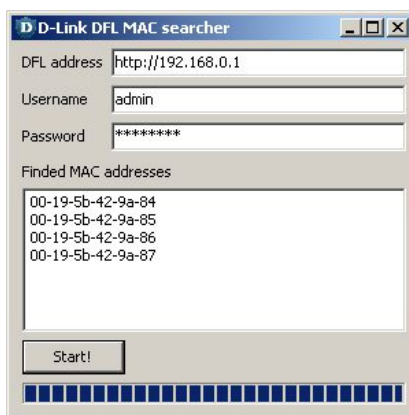 D-Link DFL MAC searcher
DFL address http://192.168.0.1
Username admin
Password ********
Finded MAC addresses
00-19-5b-42-9a-84
00-19-5b-42-9a-85
00-19-5b-42-9a-86
00-19-5b-42-9a-87
Start!